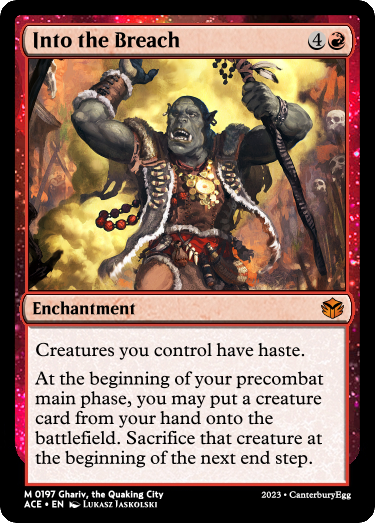 Into the Breach 4
Enchantment
Creatures you control have haste.
At the beginning of your precombat
main phase, you may put a creature
card from your hand onto the
battlefield. Sacrifice that creature at
the beginning of the next end step.
M 0197 Ghariv, the Quaking City
ACE • EN Lukasz Jaskolski
2023 • CanterburyEgg